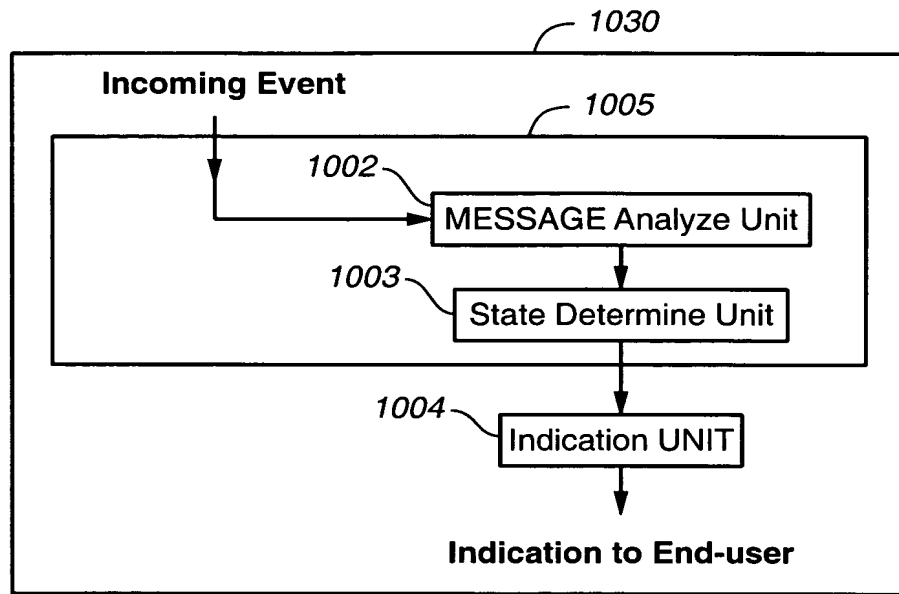 1030
Incoming Event
1005
1002
MESSAGE Analyze Unit
1003
State Determine Unit
1004
Indication UNIT
Indication to End-user